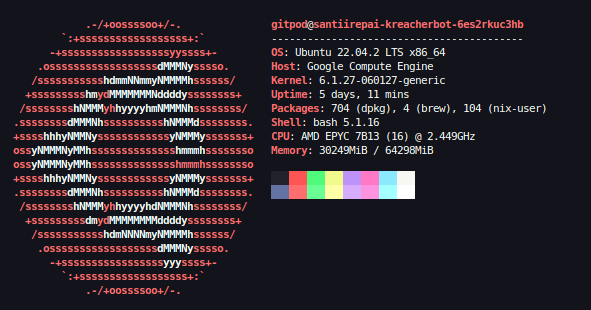 gitpod@santiirepai-kreacherbot-6es2rkuc3hb
-----------------------------------------
OS: Ubuntu 22.04.2 LTS x86_64
Host: Google Compute Engine
Kernel: 6.1.27-060127-generic
Uptime: 5 days, 11 mins
Packages: 704 (dpkg), 4 (brew), 104 (nix-user)
Shell: bash 5.1.16
CPU: AMD EPYC 7B13 (16) @ 2.449GHz
Memory: 30249MiB / 64298MiB
.-/+oossssoo+/-.
`:+ssssssssssssssssss+:`
-+ssssssssssssssssssyyssss+-
.ossssssssssssssssssdMMMNysssso.
/ssssssssssshdmmNNmmyNMMMMhssssss/
+ssssssssshmydMMMMMMMNddddyssssssss+
/sssssssshNMMMyhhyyyyhmNMMMNhssssssss/
.ssssssssdMMMNhsssssssssshNMMMdssssssss.
+sssshhhyNMMNyssssssssssssyNMMMysssssss+
ossyNMMMNyMMhsssssssssssssshmmmhssssssso
ossyNMMMNyMMhsssssssssssssshmmmhssssssso
+sssshhhyNMMNyssssssssssssyNMMMysssssss+
.ssssssssdMMMNhsssssssssshNMMMdssssssss.
/sssssssshNMMMyhhyyyyhdNMMMNhssssssss/
+sssssssssdmydMMMMMMMMddddyssssssss+
/ssssssssssshdmNNNNmyNMMMMhssssss/
.ossssssssssssssssssdMMMNysssso.
-+sssssssssssssssssyyyssss+-
`:+ssssssssssssssssss+:`
.-/+oossssoo+/-.